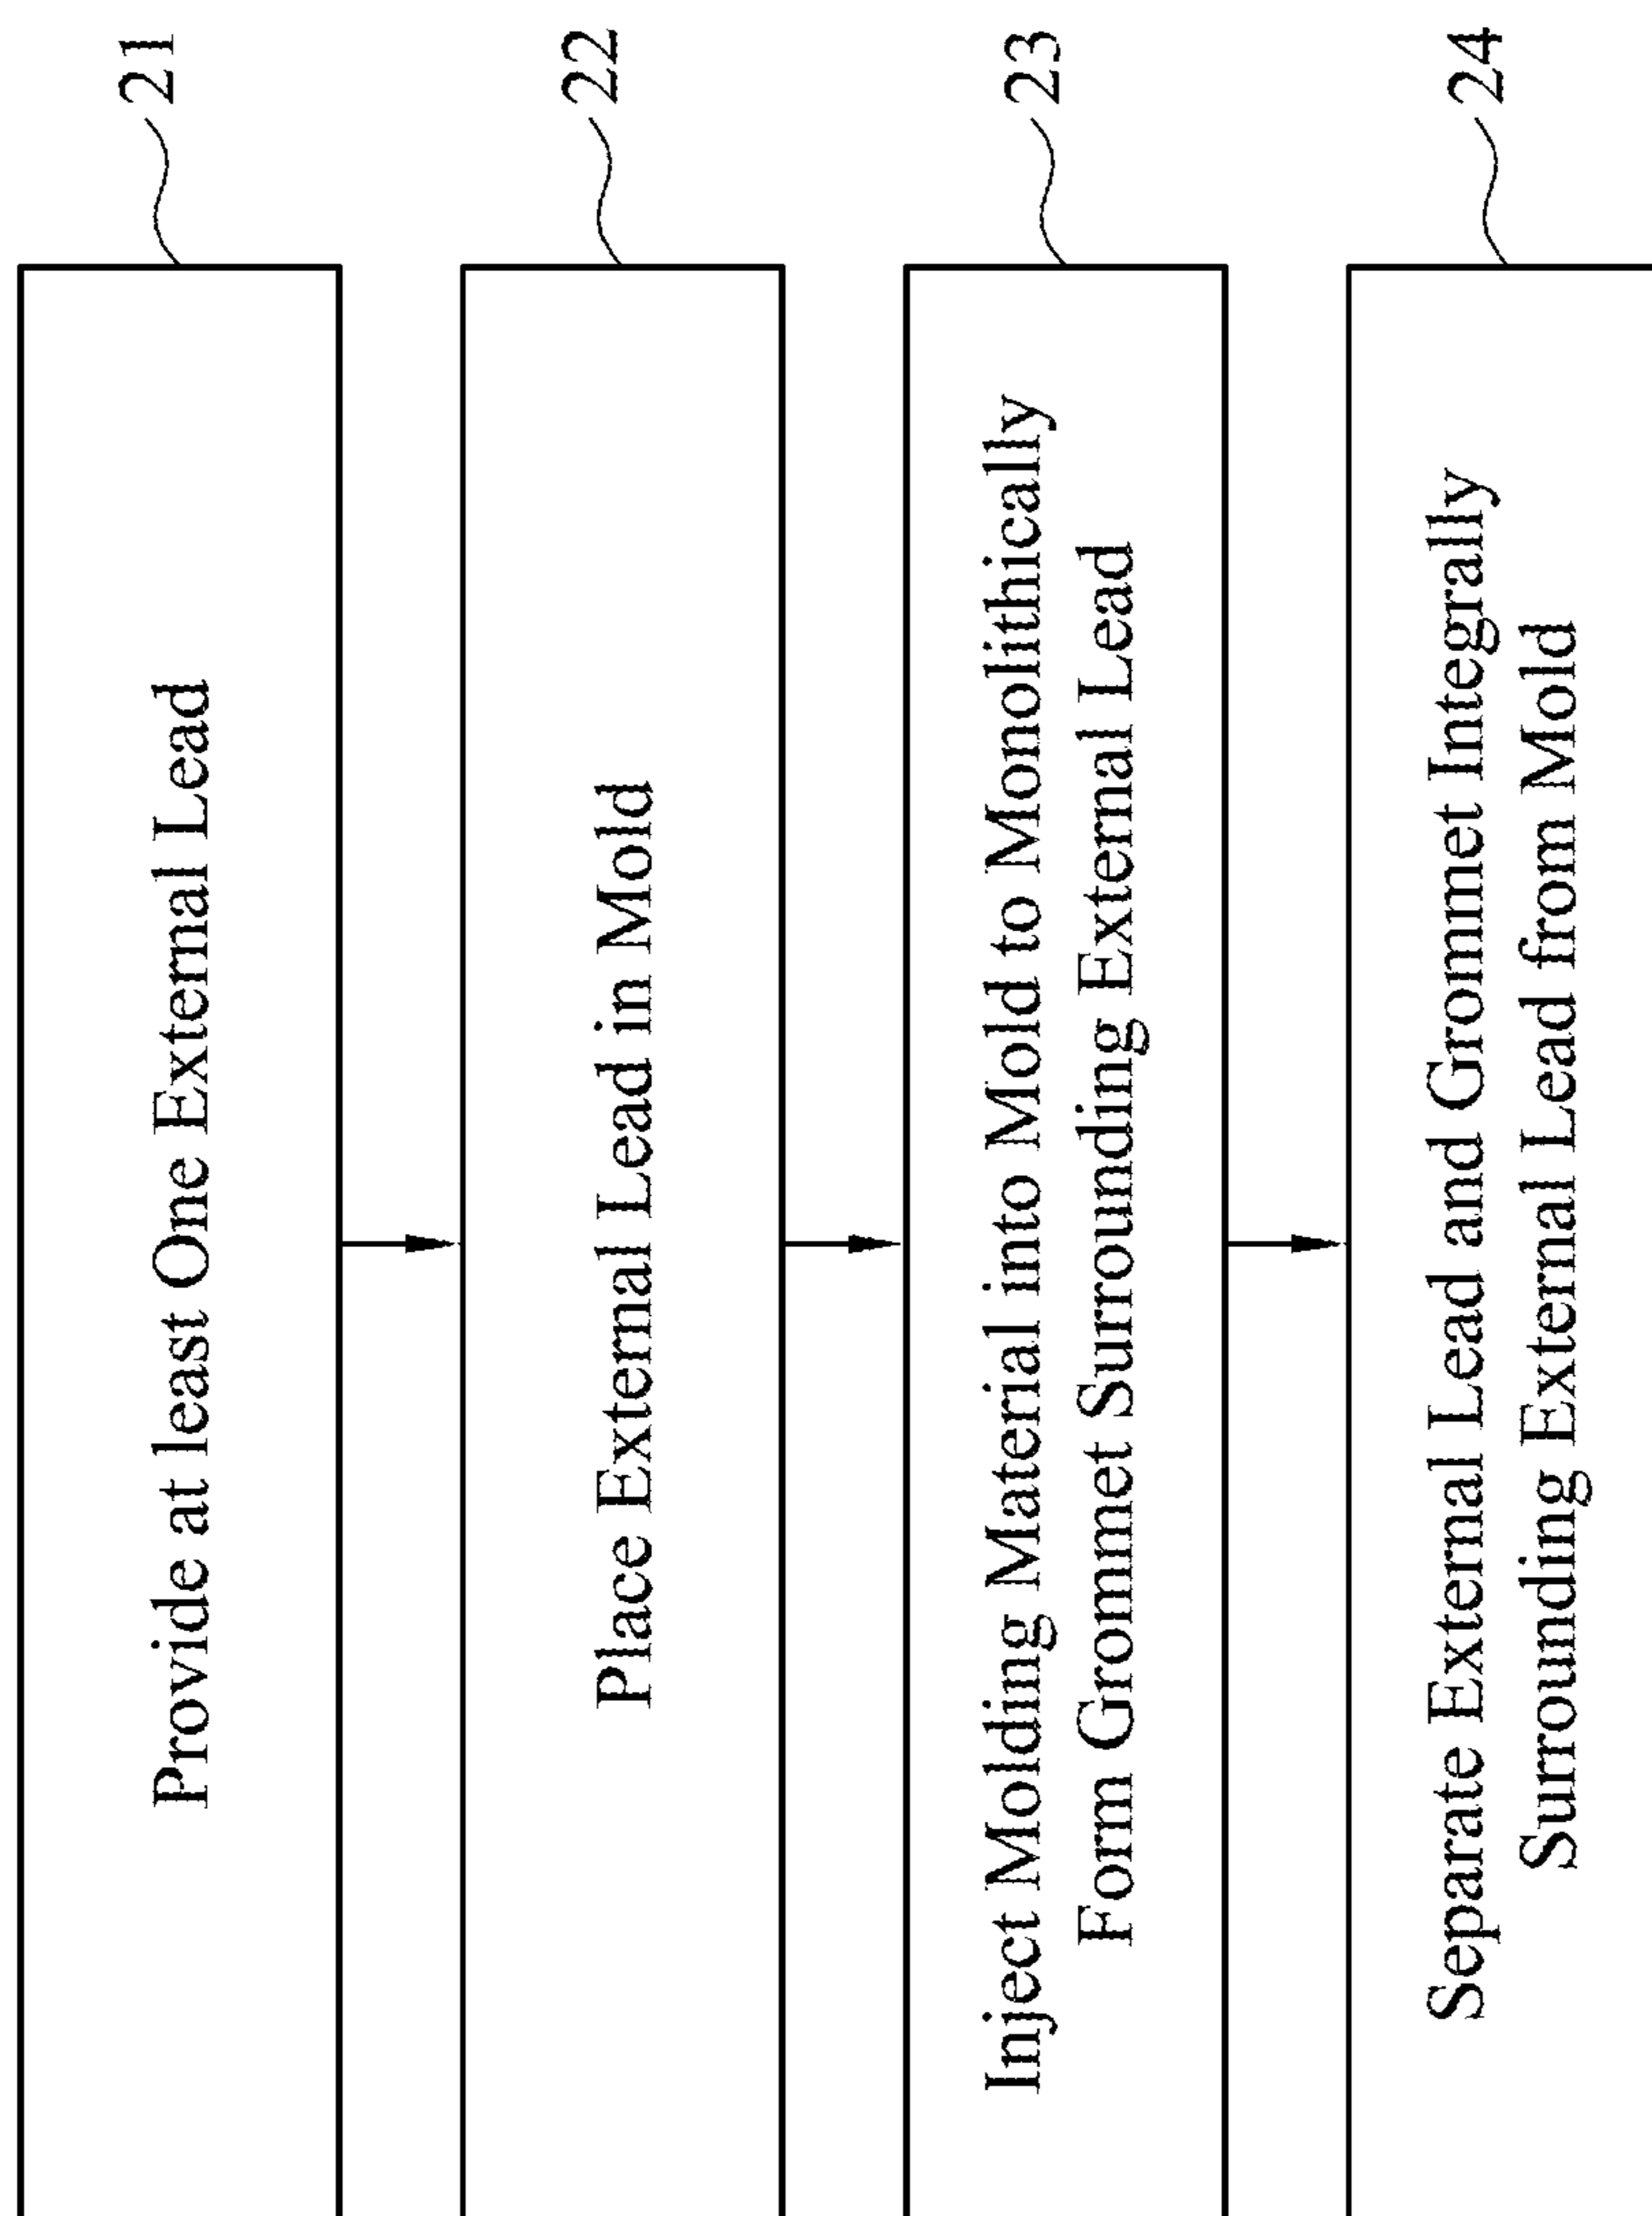 21
Provide at least One External Lead
22
Place External Lead in Mold
23
Inject Molding Material into Mold to Monolithically
Form Grommet Surrounding External Lead
24
Separate External Lead and Grommet Integrally
Surrounding External Lead from Mold